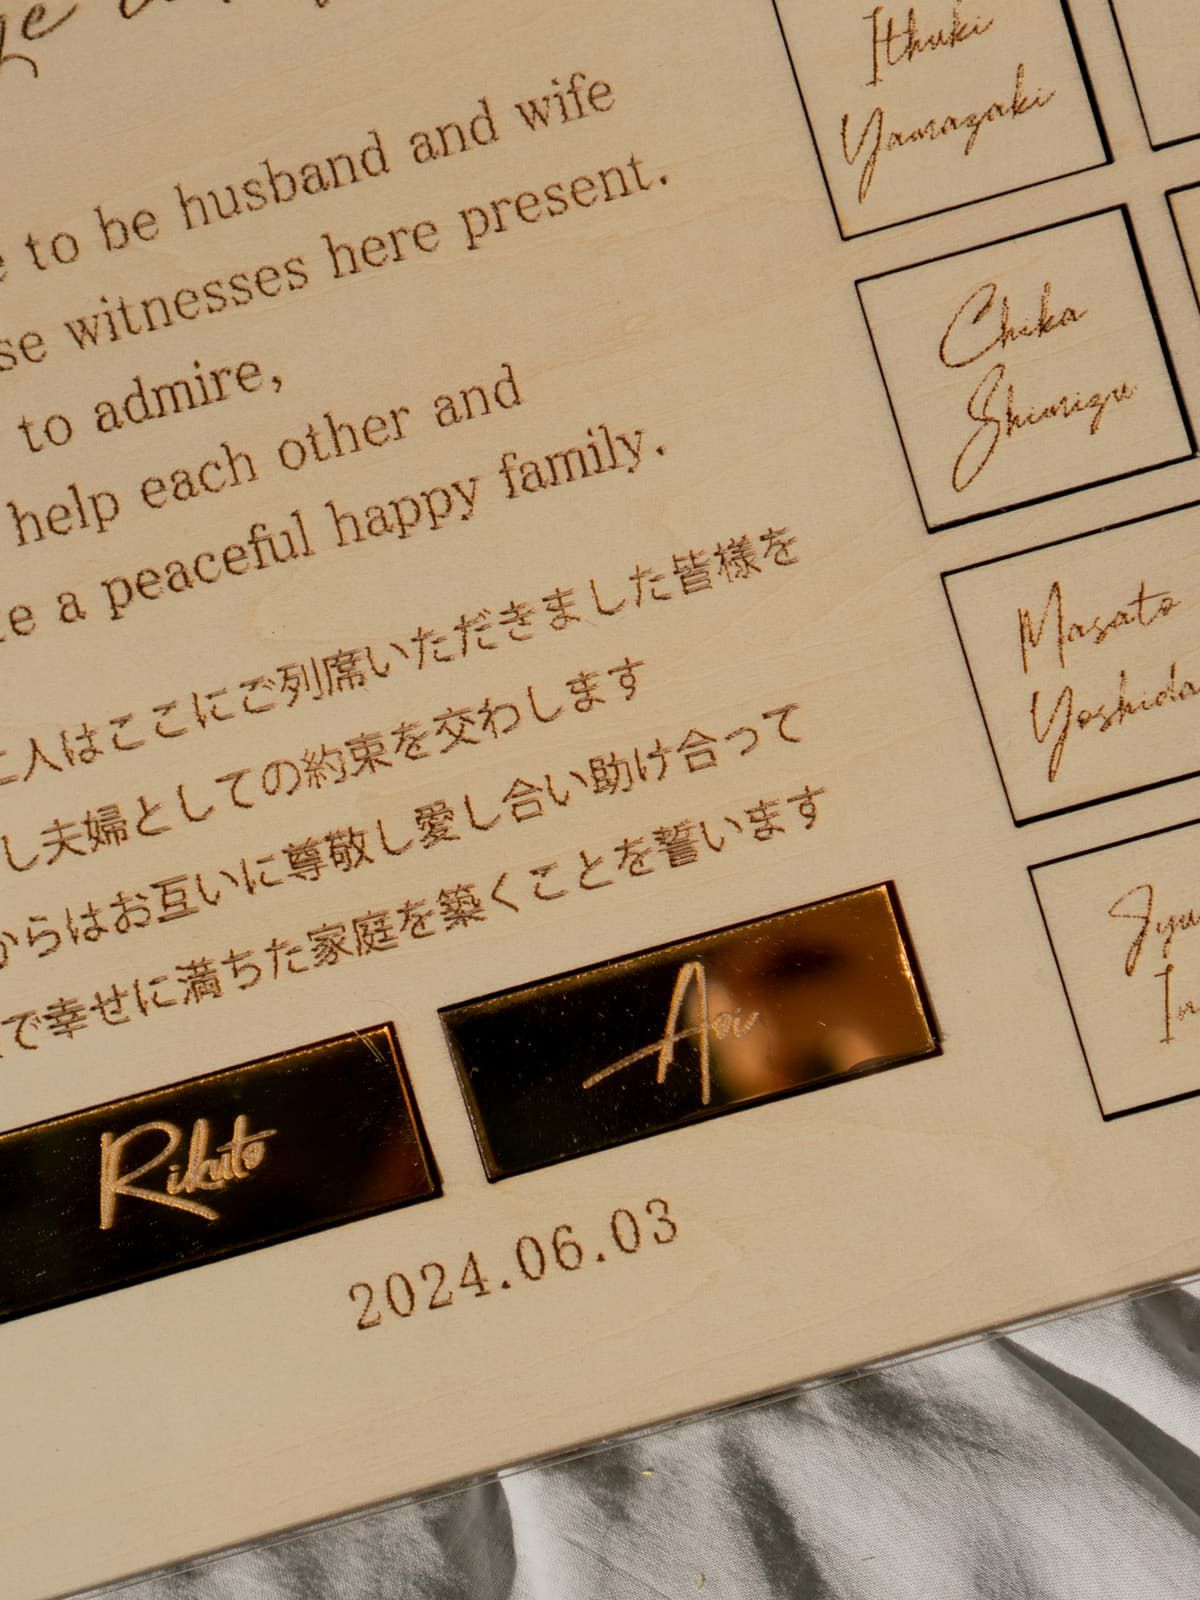 to be husband and wife
witnesses here present.
to admire,
help each other and
a peaceful happy family.
人はここにご列席いただきました皆様を
し夫婦としての約束を交わします
からはお互いに尊敬し愛し合い助け合って
で幸せに満ちた家庭を築くことを誓います
Rikuto
Aoi
2024.06.03
Ithuki
Yamazaki
Chika
Shimizu
Masato
Yoshida